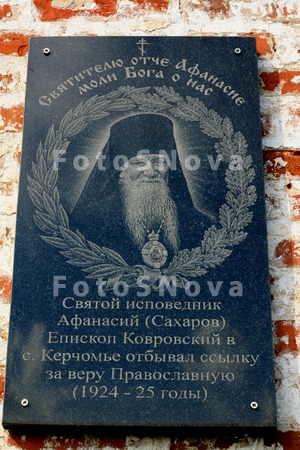 Святителю отче Афанасие
моли Бога о нас
FotoSNova
FotoSNova
Святой исповедник
Афанасий (Сахаров)
Епископ Ковровский в
с. Керчомье отбывал ссылку
за веру Православную
(1924 - 25 годы)